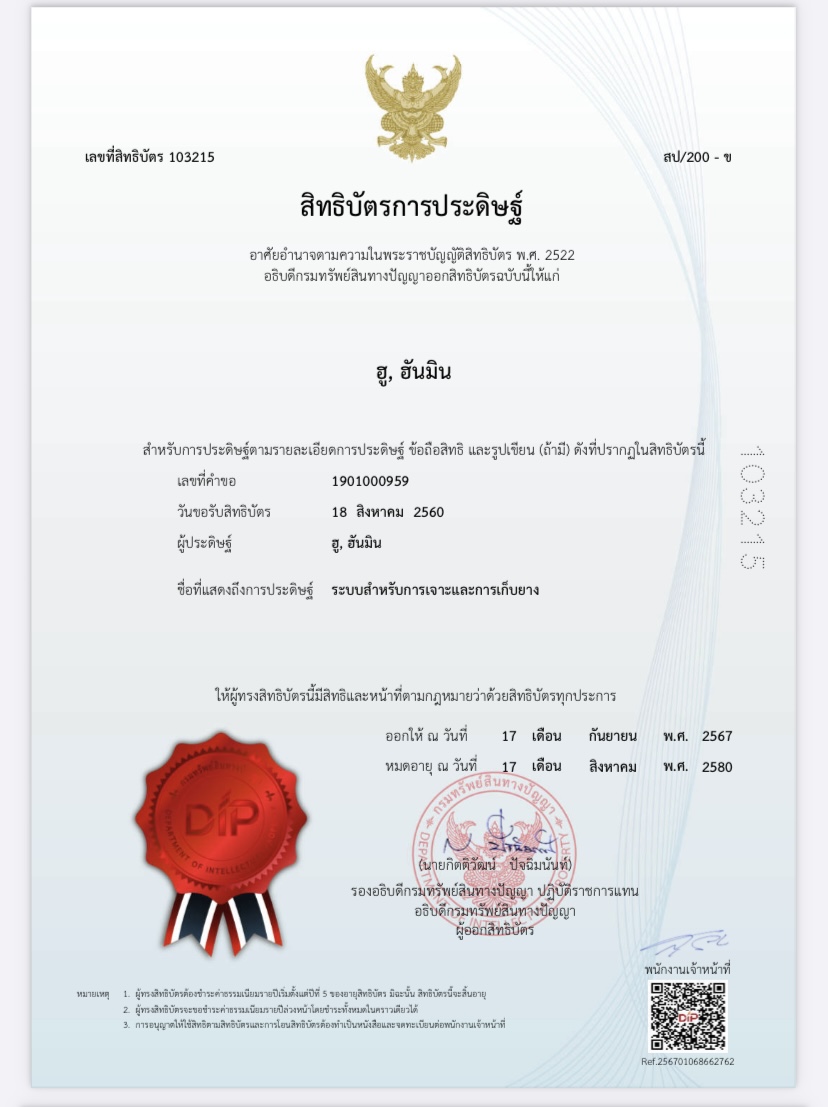 เลขที่สิทธิบัตร 103215
สป/200 - ข
สิทธิบัตรการประดิษฐ์
อาศัยอำนาจตามความในพระราชบัญญัติสิทธิบัตร พ.ศ. 2522
อธิบดีกรมทรัพย์สินทางปัญญาออกสิทธิบัตรฉบับนี้ให้แก่
ฮู, ฮันมิน
สำหรับการประดิษฐ์ตามรายละเอียดการประดิษฐ์ ข้อถือสิทธิ และรูปเขียน (ถ้ามี) ดังที่ปรากฏในสิทธิบัตรนี้
เลขที่คำขอ 1901000959
วันขอรับสิทธิบัตร 18 สิงหาคม 2560
ผู้ประดิษฐ์ ฮู, ฮันมิน
ชื่อที่แสดงถึงการประดิษฐ์ ระบบสำหรับการเจาะและการเก็บยาง
103215
ให้ผู้ทรงสิทธิบัตรนี้มีสิทธิและหน้าที่ตามกฎหมายว่าด้วยสิทธิบัตรทุกประการ
ออกให้ ณ วันที่ 17 เดือน กันยายน พ.ศ. 2567
หมดอายุ ณ วันที่ 17 เดือน สิงหาคม พ.ศ. 2580
กรมทรัพย์สินทางปัญญา
DIP
DEPARTMENT OF INTELLECT
(นายกิตติวัฒน์ ปัจฉิมนันท์)
รองอธิบดีกรมทรัพย์สินทางปัญญา ปฏิบัติราชการแทน
อธิบดีกรมทรัพย์สินทางปัญญา
ผู้ออกสิทธิบัตร
พนักงานเจ้าหน้าที่
DIP
Ref.256701068662762
หมายเหตุ 1. ผู้ทรงสิทธิบัตรต้องชำระค่าธรรมเนียมรายปีเริ่มตั้งแต่ปีที่ 5 ของอายุสิทธิบัตร มิฉะนั้น สิทธิบัตรนี้จะสิ้นอายุ
2. ผู้ทรงสิทธิบัตรจะขอชำระค่าธรรมเนียมรายปีล่วงหน้าโดยชำระทั้งหมดในคราวเดียวก็ได้
3. การอนุญาตให้ใช้สิทธิตามสิทธิบัตรและการโอนสิทธิบัตรต้องทำเป็นหนังสือและจดทะเบียนต่อพนักงานเจ้าหน้าที่